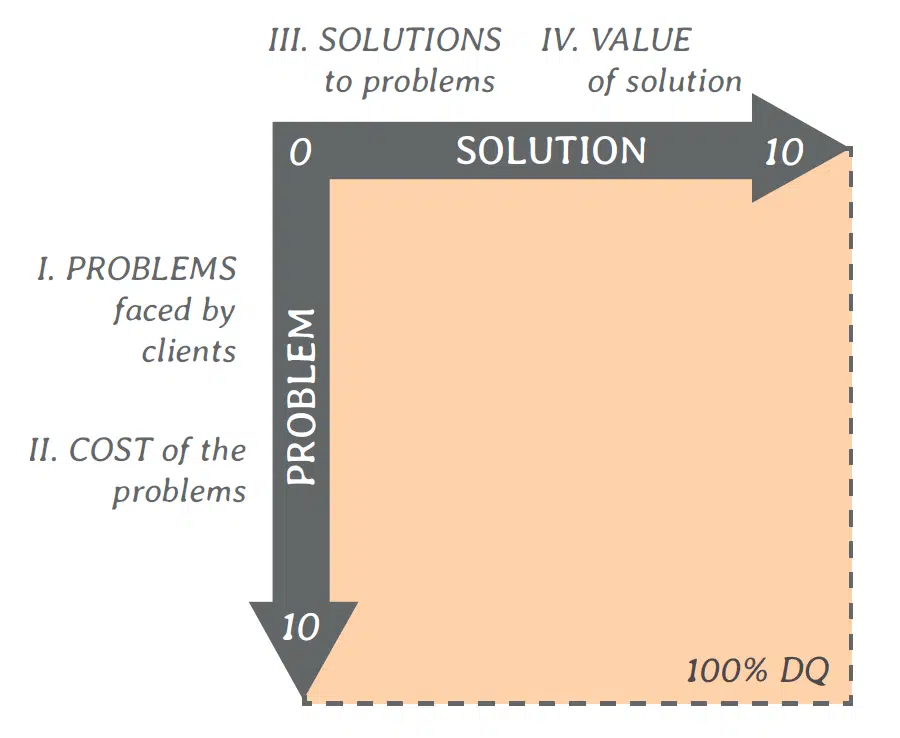 III. SOLUTIONS
to problems
IV. VALUE
of solution
0
SOLUTION
10
I. PROBLEMS
faced by
clients
II. COST of the
problems
PROBLEM
10
100% DQ